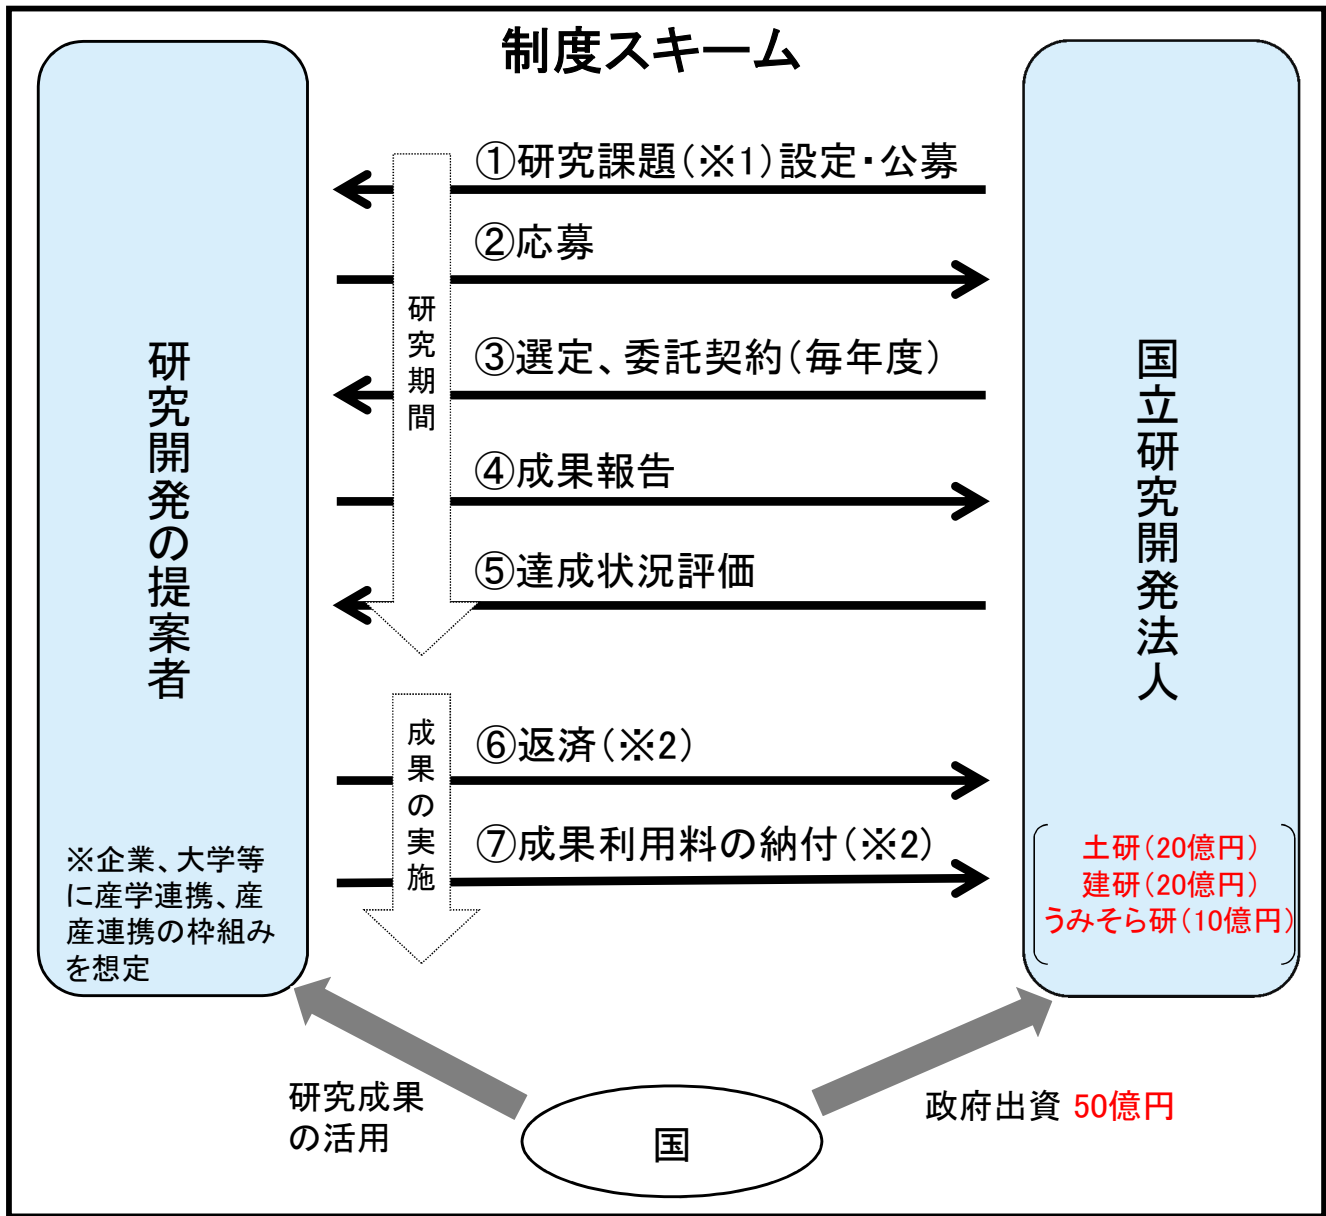 制度スキーム
①研究課題(※1)設定・公募
②応募
③選定、委託契約(毎年度)
④成果報告
⑤達成状況評価
研究期間
⑥返済(※2)
⑦成果利用料の納付(※2)
成果の実施
研究開発の提案者
※企業、大学等
に産学連携、産
産連携の枠組み
を想定
国立研究開発法人
土研(20億円)
建研(20億円)
うみそら研(10億円)
研究成果
の活用
国
政府出資 50億円